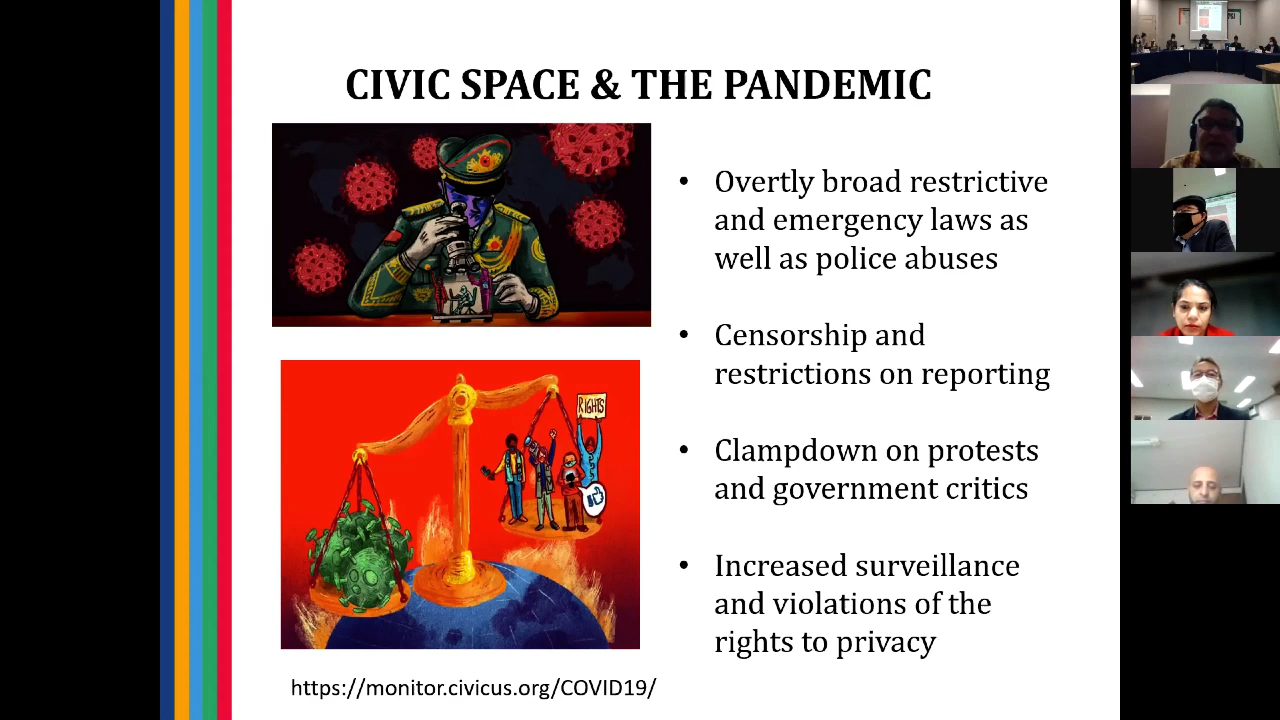 CIVIC SPACE & THE PANDEMIC
RIGHTS
• Overtly broad restrictive
and emergency laws as
well as police abuses
• Censorship and
restrictions on reporting
• Clampdown on protests
and government critics
• Increased surveillance
and violations of the
rights to privacy
https://monitor.civicus.org/COVID19/